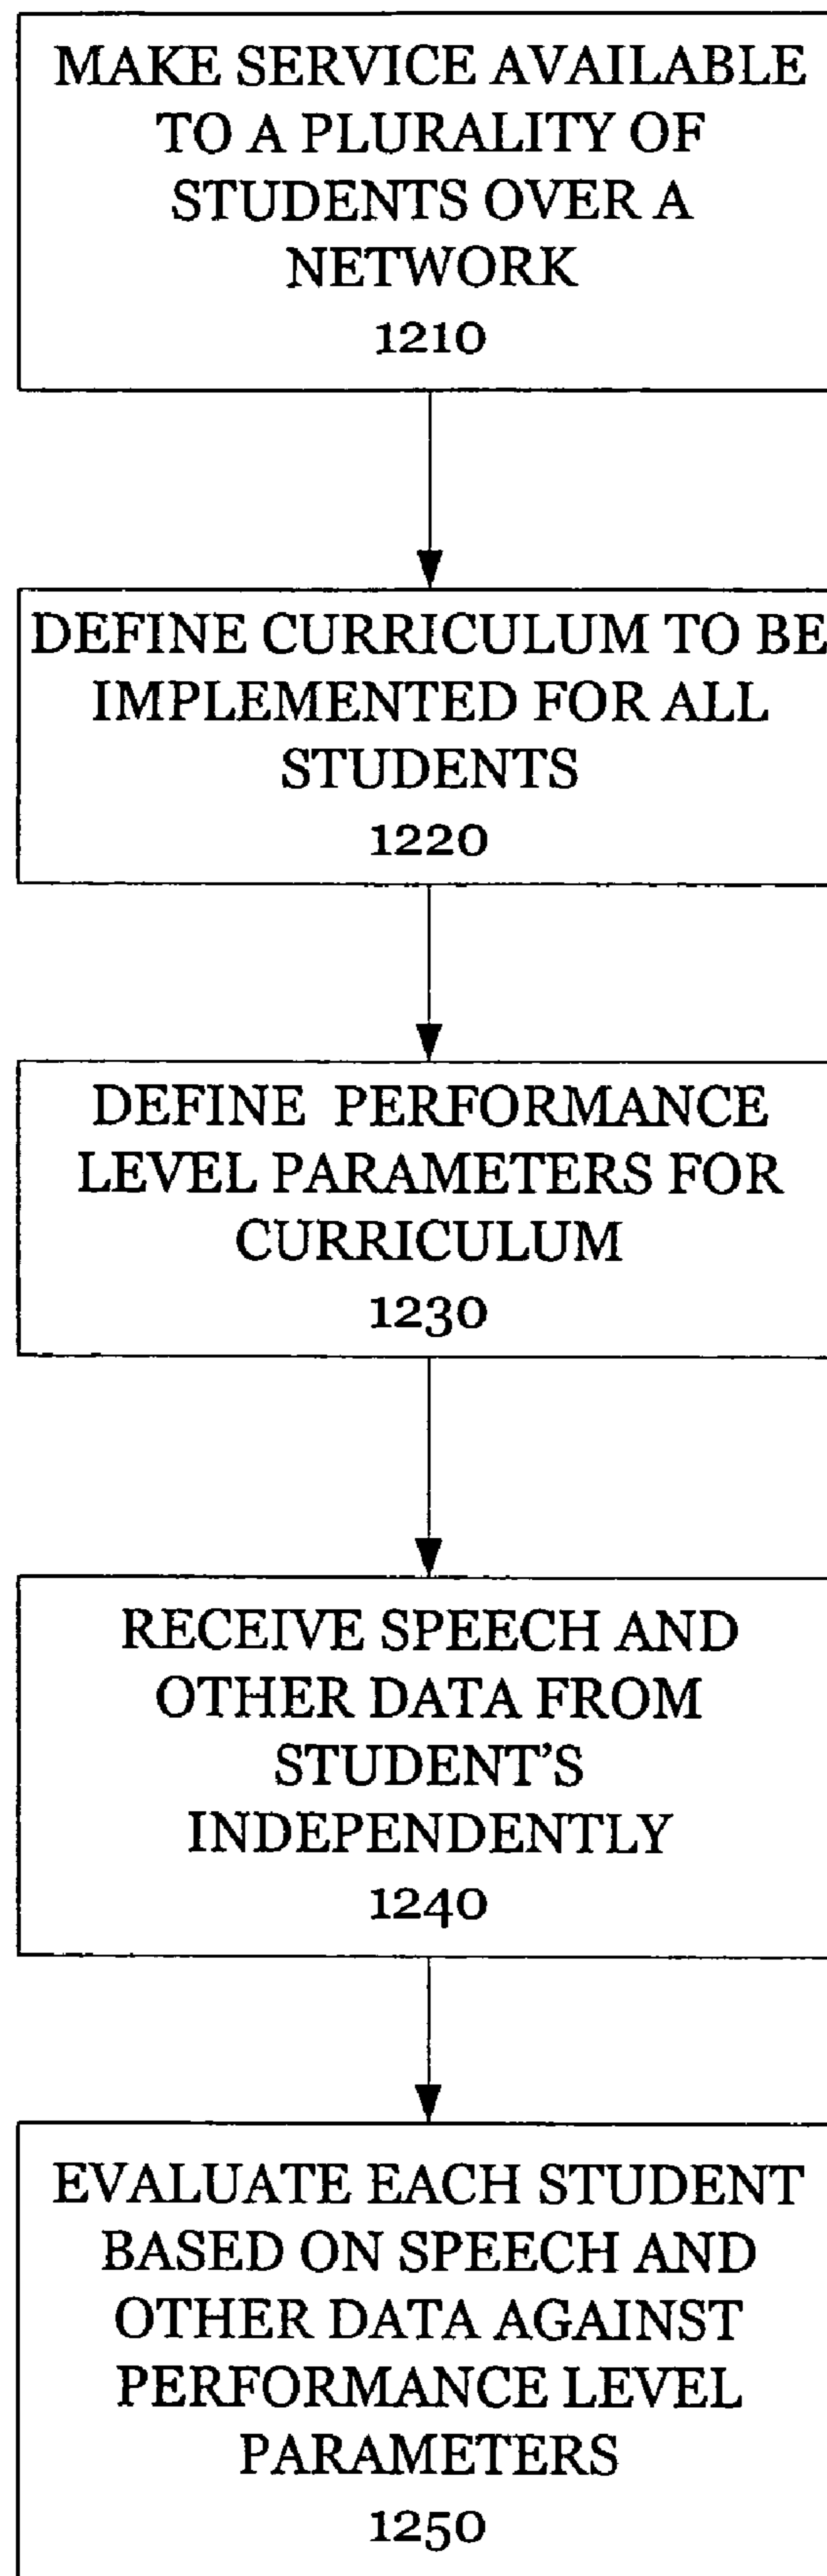 MAKE SERVICE AVAILABLE
TO A PLURALITY OF
STUDENTS OVER A
NETWORK
1210
DEFINE CURRICULUM TO BE
IMPLEMENTED FOR ALL
STUDENTS
1220
DEFINE PERFORMANCE
LEVEL PARAMETERS FOR
CURRICULUM
1230
RECEIVE SPEECH AND
OTHER DATA FROM
STUDENT'S
INDEPENDENTLY
1240
EVALUATE EACH STUDENT
BASED ON SPEECH AND
OTHER DATA AGAINST
PERFORMANCE LEVEL
PARAMETERS
1250